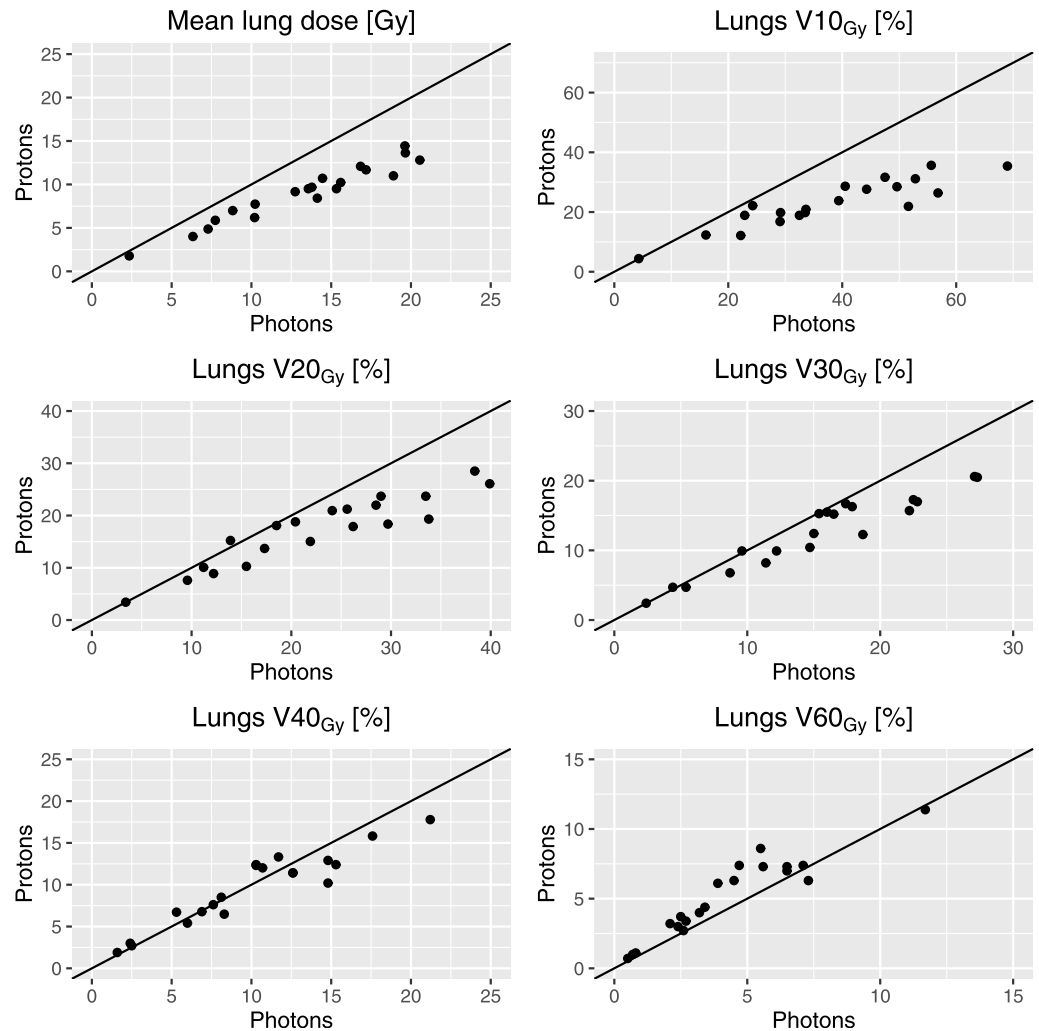 Mean lung dose [Gy]
25
20
15
10
5
0
Protons
0 5 10 15 20 25
Photons
Lungs V10Gy [%]
60
40
20
0
Protons
0 20 40 60
Photons
Lungs V20Gy [%]
40
30
20
10
0
Protons
0 10 20 30 40
Photons
Lungs V30Gy [%]
30
20
10
0
Protons
0 10 20 30
Photons
Lungs V40Gy [%]
25
20
15
10
5
0
Protons
0 5 10 15 20 25
Photons
Lungs V60Gy [%]
15
10
5
0
Protons
0 5 10 15
Photons